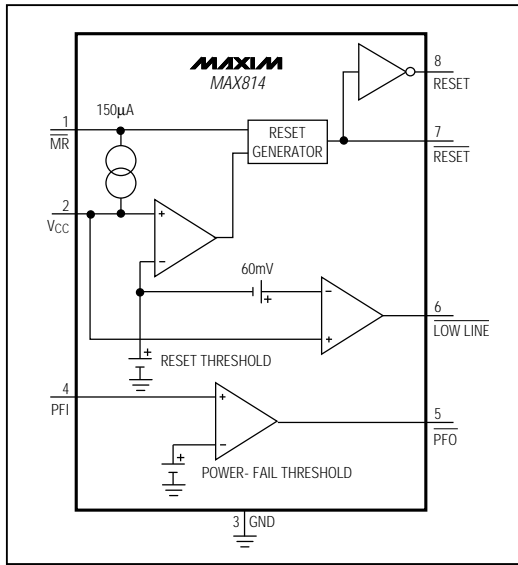 MAXIM
MAX814
8
RESET
150µA
1
MR
RESET
GENERATOR
7
RESET
2
VCC
+
−
60mV
+
−
+
6
LOW LINE
+
RESET THRESHOLD
4
PFI
+
−
5
PFO
+
POWER- FAIL THRESHOLD
3 GND